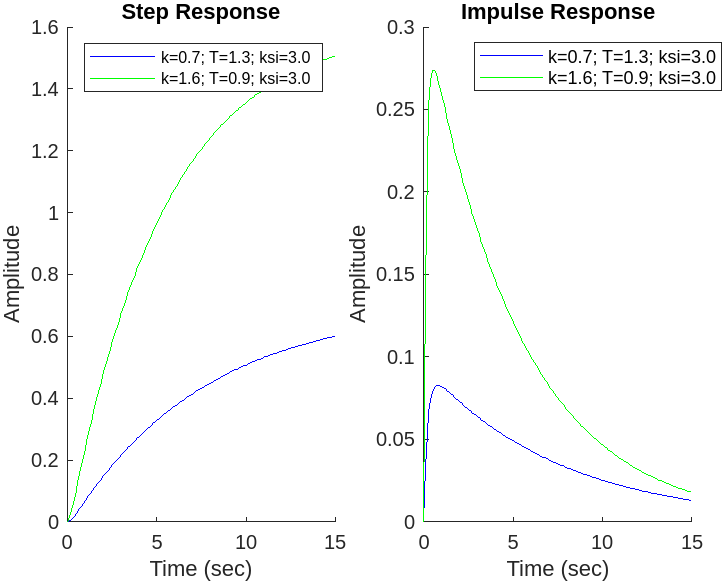 Step Response
Impulse Response
k=0.7; T=1.3; ksi=3.0
k=1.6; T=0.9; ksi=3.0
k=0.7; T=1.3; ksi=3.0
k=1.6; T=0.9; ksi=3.0
Amplitude
1.6
1.4
1.2
1
0.8
0.6
0.4
0.2
0
0
5
10
15
Time (sec)
Amplitude
0.3
0.25
0.2
0.15
0.1
0.05
0
0
5
10
15
Time (sec)